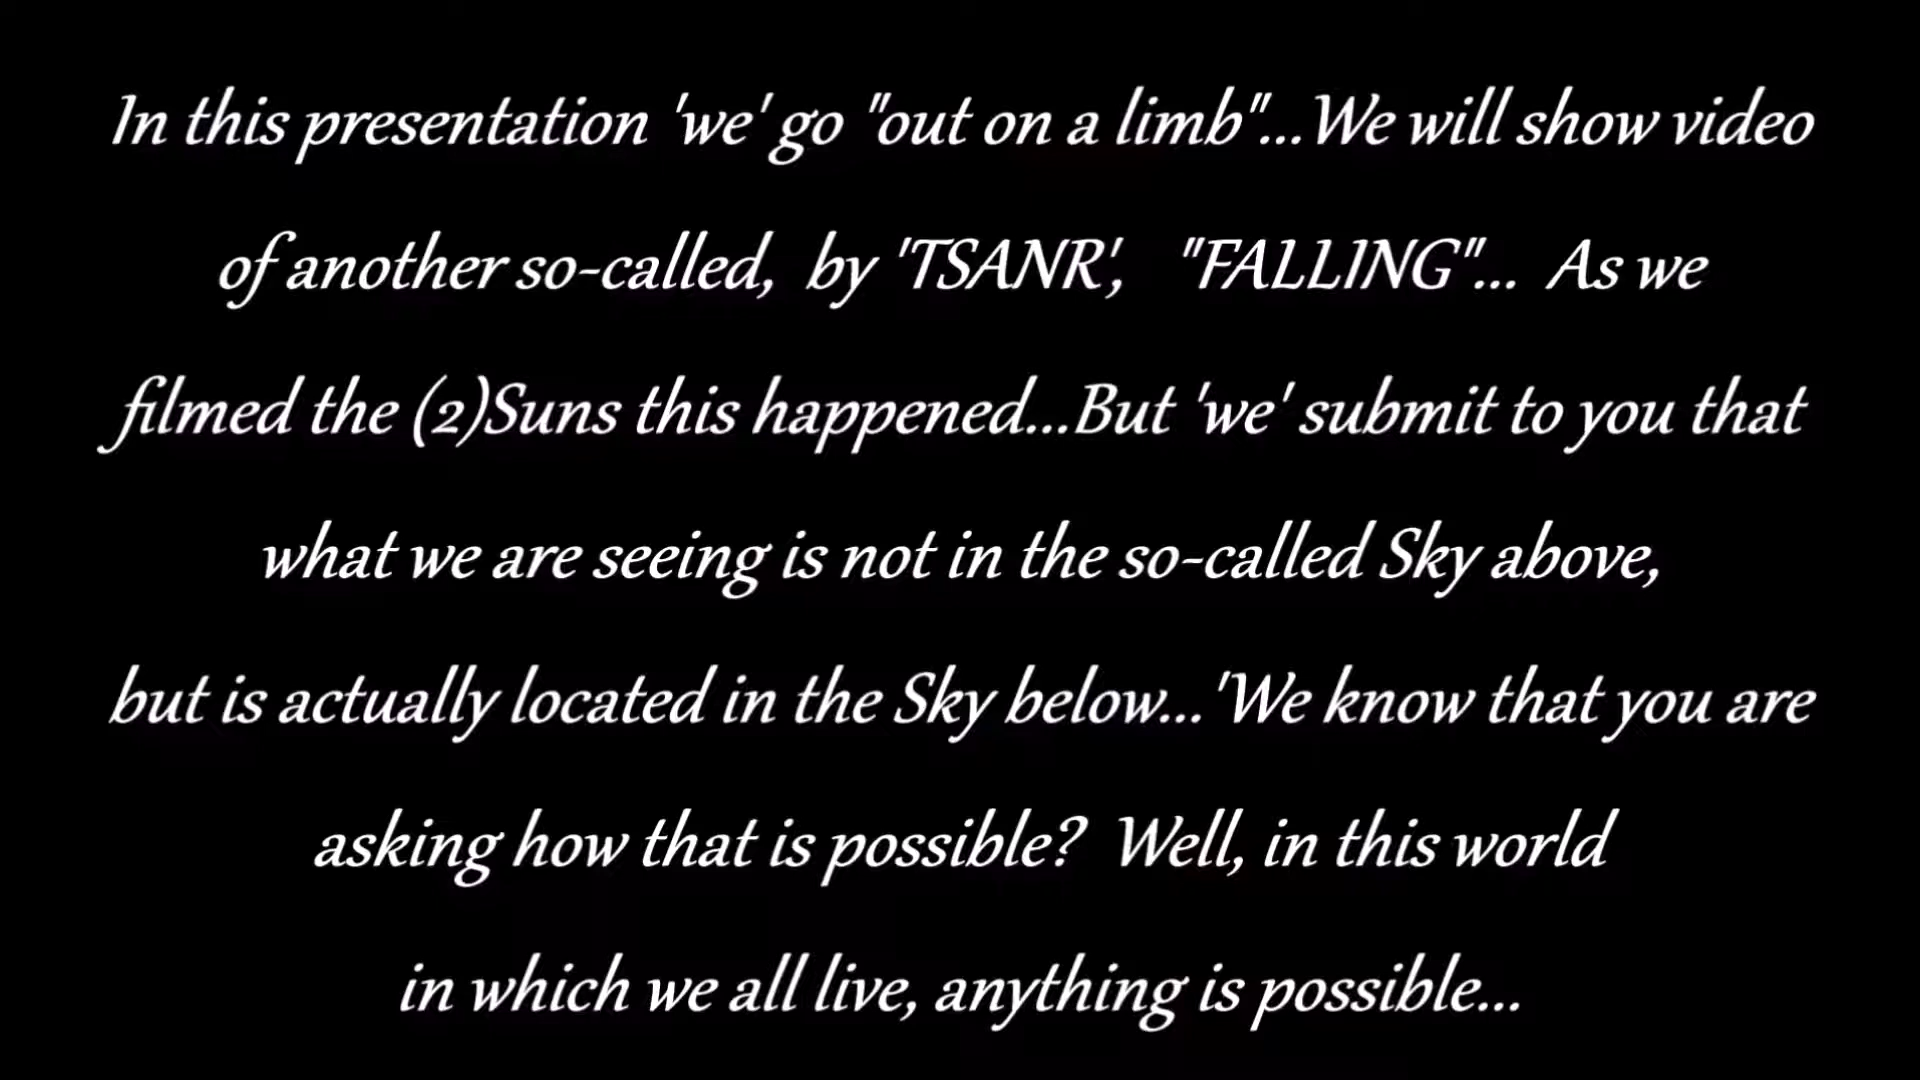 In this presentation 'we' go "out on a limb"...We will show video
of another so-called,  by 'TSANR',   "FALLING"...  As we
filmed the (2)Suns this happened...But 'we' submit to you that
what we are seeing is not in the so-called Sky above,
but is actually located in the Sky below...'We know that you are
asking how that is possible?  Well, in this world
in which we all live, anything is possible...